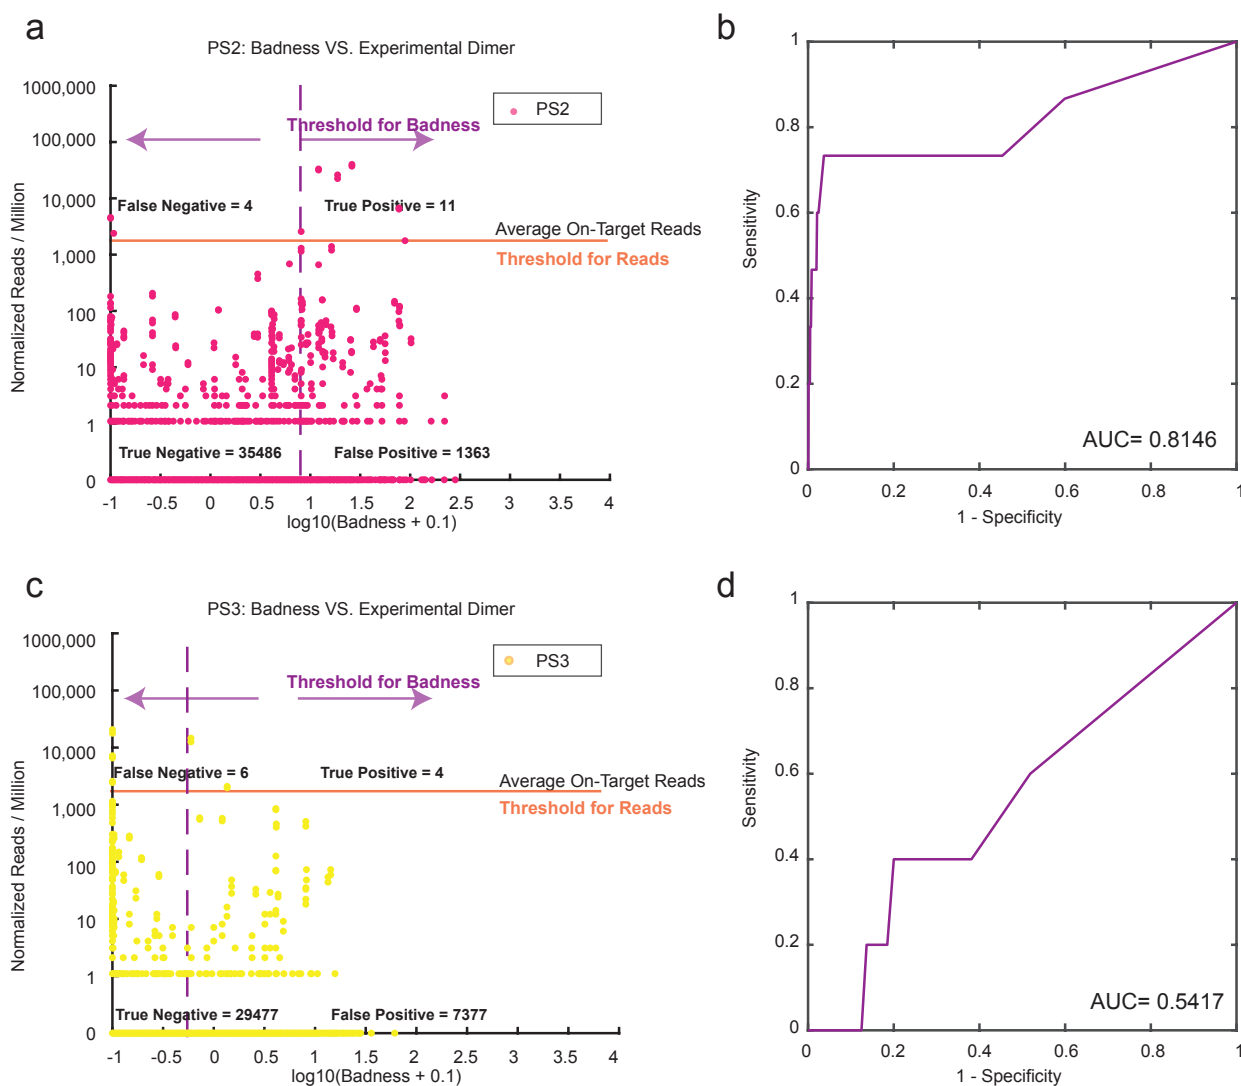 a
PS2: Badness VS. Experimental Dimer
1000,000
100,000
10,000
1,000
100
10
1
0
Normalized Reads / Million
PS2
Threshold for Badness
False Negative = 4
True Positive = 11
Average On-Target Reads
Threshold for Reads
True Negative = 35486
False Positive = 1363
-1 -0.5 0 0.5 1 1.5 2 2.5 3 3.5 4
log10(Badness + 0.1)
b
1
0.8
0.6
0.4
0.2
0
Sensitivity
AUC= 0.8146
0.2 0.4 0.6 0.8 1
1 - Specificity
c
PS3: Badness VS. Experimental Dimer
1000,000
100,000
10,000
1,000
100
10
1
0
Normalized Reads / Million
PS3
Threshold for Badness
False Negative = 6
True Positive = 4
Average On-Target Reads
Threshold for Reads
True Negative = 29477
False Positive = 7377
-1 -0.5 0 0.5 1 1.5 2 2.5 3 3.5 4
log10(Badness + 0.1)
d
1
0.8
0.6
0.4
0.2
0
Sensitivity
AUC= 0.5417
0.2 0.4 0.6 0.8 1
1 - Specificity